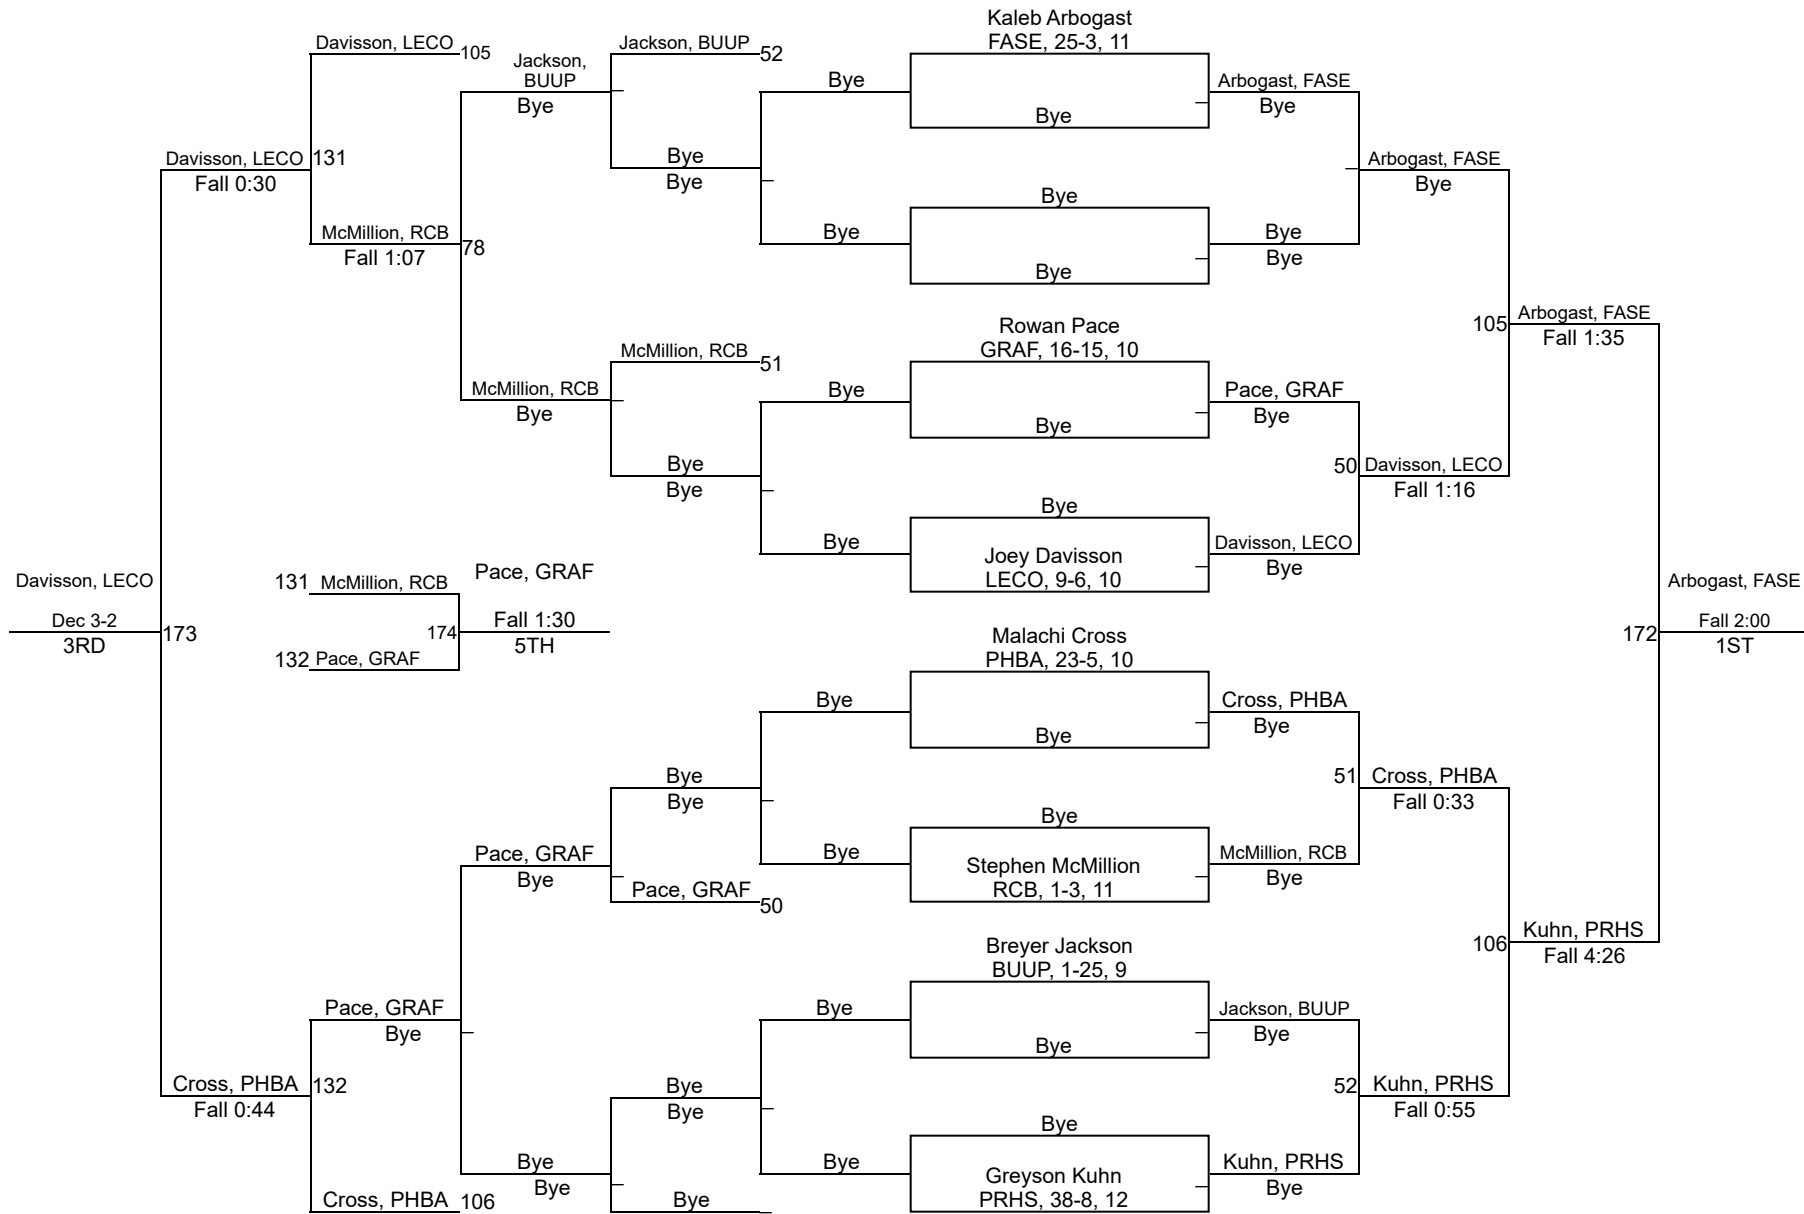 Kaleb Arbogast
FASE, 25-3, 11
Bye
Bye
Bye
Rowan Pace
GRAF, 16-15, 10
Bye
Bye
Joey Davisson
LECO, 9-6, 10
Malachi Cross
PHBA, 23-5, 10
Bye
Bye
Stephen McMillion
RCB, 1-3, 11
Breyer Jackson
BUUP, 1-25, 9
Bye
Bye
Greyson Kuhn
PRHS, 38-8, 12
Arbogast, FASE
Bye
Bye
Bye
Pace, GRAF
Bye
Davisson, LECO
Bye
Cross, PHBA
Bye
McMillion, RCB
Bye
Jackson, BUUP
Bye
Kuhn, PRHS
Bye
Arbogast, FASE
Bye
50
Davisson, LECO
Fall 1:16
51
Cross, PHBA
Fall 0:33
52
Kuhn, PRHS
Fall 0:55
105
Arbogast, FASE
Fall 1:35
106
Kuhn, PRHS
Fall 4:26
172
Arbogast, FASE
Fall 2:00
1ST
Bye
Bye
Bye
Bye
Bye
Bye
Bye
Bye
Jackson, BUUP
52
Bye
Bye
McMillion, RCB
51
Bye
Bye
Bye
Bye
Pace, GRAF
50
Bye
Bye
Bye
Jackson,
BUUP
Bye
McMillion, RCB
Bye
Pace, GRAF
Bye
Bye
Bye
Davisson, LECO
105
McMillion, RCB
Fall 1:07
78
Pace, GRAF
Bye
Cross, PHBA
106
Davisson, LECO
131
Fall 0:30
Cross, PHBA
132
Fall 0:44
Davisson, LECO
Dec 3-2
3RD
173
131
McMillion, RCB
132
Pace, GRAF
174
Pace, GRAF
Fall 1:30
5TH